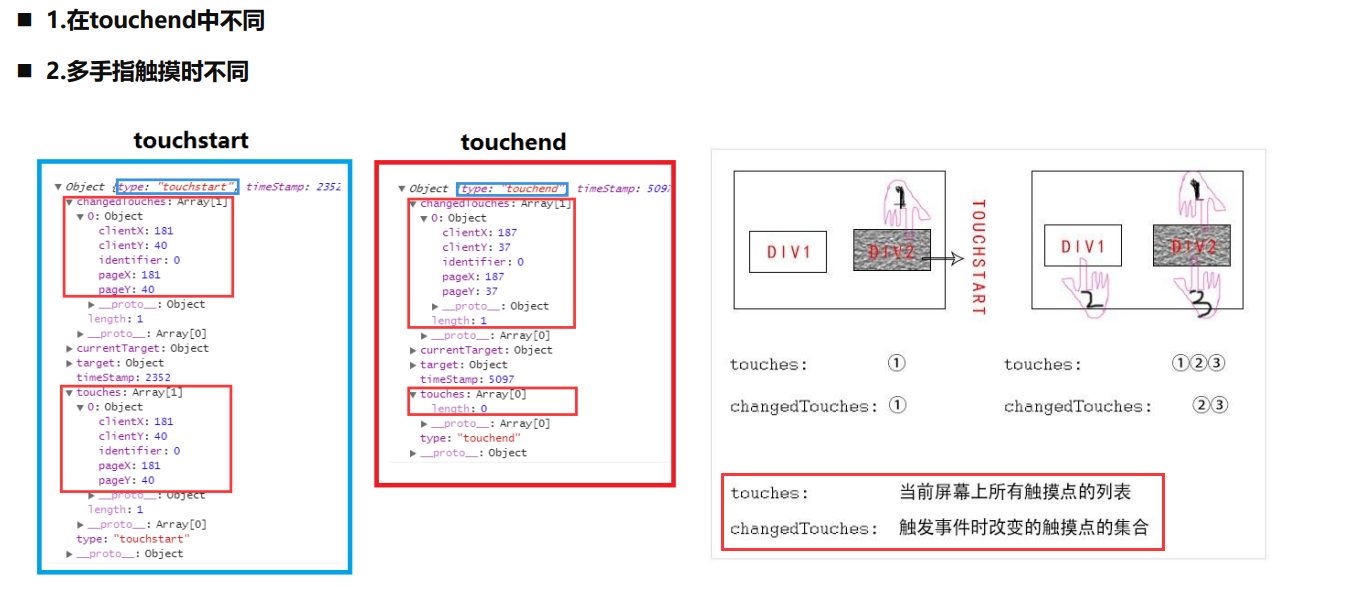 1.在touchend中不同
2.多手指触摸时不同
touchstart
▼Object {type: "touchstart", timeStamp: 2352
▼changedTouches: Array[1]
▼0: Object
clientX: 181
clientY: 40
identifier: 0
pageX: 181
pageY: 40
▶__proto__: Object
length: 1
▶__proto__: Array[0]
▶currentTarget: Object
▶target: Object
timeStamp: 2352
▼touches: Array[1]
▼0: Object
clientX: 181
clientY: 40
identifier: 0
pageX: 181
pageY: 40
▶__proto__: Object
length: 1
▶__proto__: Array[0]
type: "touchstart"
▶__proto__: Object
touchend
▼Object {type: "touchend", timeStamp: 5097
▼changedTouches: Array[1]
▼0: Object
clientX: 187
clientY: 37
identifier: 0
pageX: 187
pageY: 37
▶__proto__: Object
length: 1
▶__proto__: Array[0]
▶currentTarget: Object
▶target: Object
timeStamp: 5097
▼touches: Array[0]
length: 0
▶__proto__: Array[0]
type: "touchend"
▶__proto__: Object
1
DIV1
DIV2
TOUCHSTART
1
DIV1
DIV2
2
3
touches: ①
changedTouches: ①
touches: ①②③
changedTouches: ②③
touches: 当前屏幕上所有触摸点的列表
changedTouches: 触发事件时改变的触摸点的集合